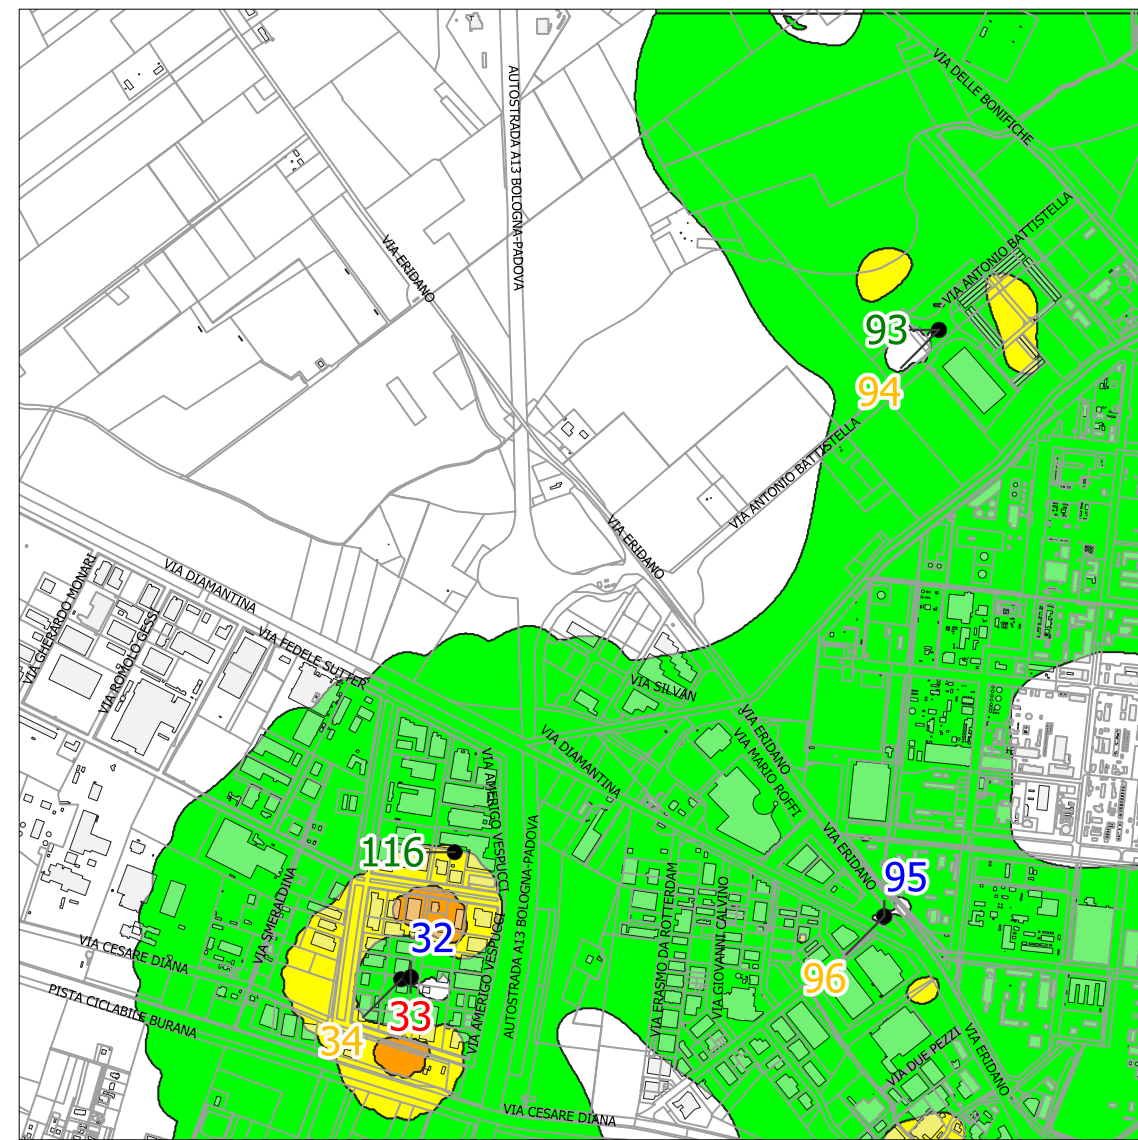 VIA DELLE BONIFICHE
AUTOSTRADA A13 BOLOGNA-PADOVA
VIA ANTONIO BATTISTELLA
VIA ERIDANO
93
94
VIA ANTONIO BATTISTELLA
VIA ERIDANO
VIA DIAMANTINA
VIA GHERARDO MONARI
VIA ROMOLO GESSI
VIA FEDELE SUTTER
VIA SILVAN
VIA ERIDANO
VIA MARIO ROFFI
VIA DIAMANTINA
VIA AMERIGO VESPUCCI
116
VIA ERIDANO
95
AUTOSTRADA A13 BOLOGNA-PADOVA
VIA ERASMO DA ROTTERDAM
VIA GIOVANNI CALVINO
VIA SMERALDINA
32
VIA AMERIGO VESPUCCI
VIA CESARE DIANA
96
PISTA CICLABILE BURANA
33
34
VIA DUE PEZZI
VIA ERIDANO
VIA CESARE DIANA